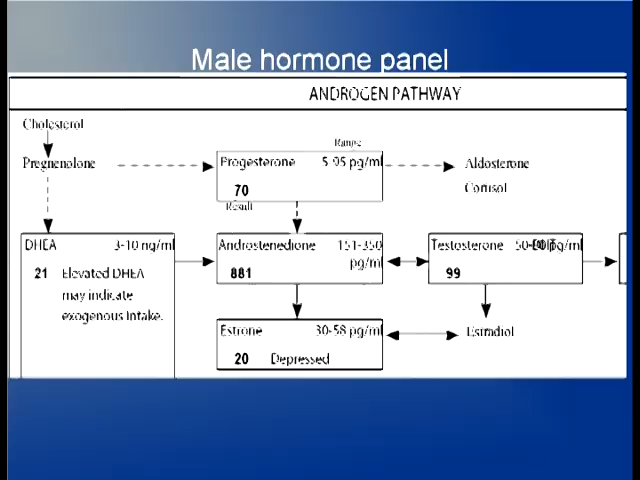 Male hormone panel
ANDROGEN PATHWAY
Cholesterol
Range
Pregnenolone
Progesterone 5-95 pg/ml
Aldosterone
70
Cortisol
Result
DHEA 3-10 ng/ml
Androstenedione 151-350
pg/ml
Testosterone
21 Elevated DHEA
881
99
may indicate
exogenous Intake.
Estrone 30-58 pg/ml
Estradiol
20 Depressed